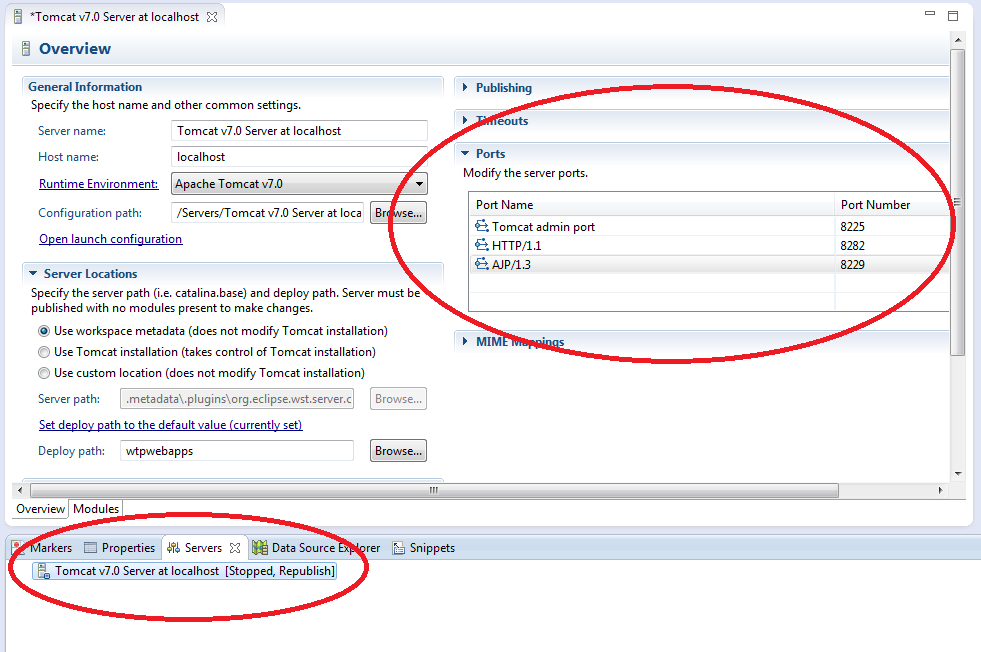 *Tomcat v7.0 Server at localhost
Overview
General Information
Specify the host name and other common settings.
Server name: Tomcat v7.0 Server at localhost
Host name: localhost
Runtime Environment: Apache Tomcat v7.0
Configuration path: /Servers/Tomcat v7.0 Server at loca Browse...
Open launch configuration
Server Locations
Specify the server path (i.e. catalina.base) and deploy path. Server must be
published with no modules present to make changes.
Use workspace metadata (does not modify Tomcat installation)
Use Tomcat installation (takes control of Tomcat installation)
Use custom location (does not modify Tomcat installation)
Server path: .metadata\.plugins\org.eclipse.wst.server.c Browse...
Set deploy path to the default value (currently set)
Deploy path: wtpwebapps Browse...
Publishing
Timeouts
Ports
Modify the server ports.
Port Name Port Number
Tomcat admin port 8225
HTTP/1.1 8282
AJP/1.3 8229
MIME Mappings
Overview Modules
Markers Properties Servers Data Source Explorer Snippets
Tomcat v7.0 Server at localhost [Stopped, Republish]